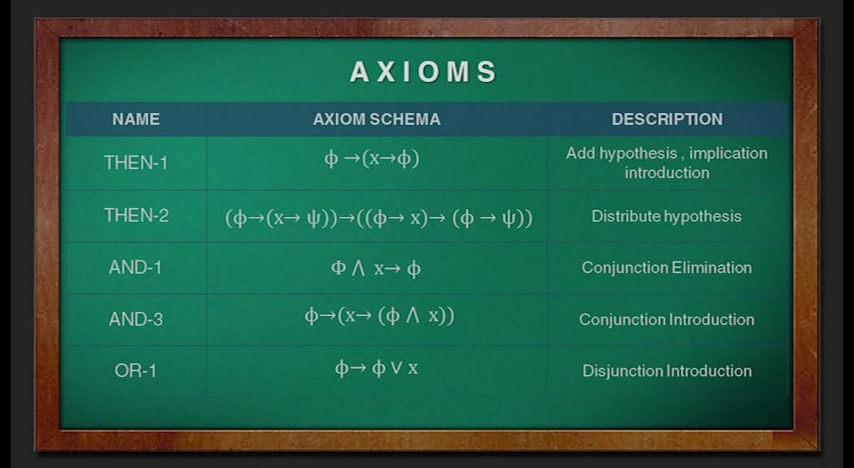 AXIOMS
NAME AXIOM SCHEMA DESCRIPTION
THEN-1 ϕ →(x→ϕ) Add hypothesis , implication
introduction
THEN-2 (ϕ→(x→ ψ))→((ϕ→ x)→ (ϕ → ψ)) Distribute hypothesis
AND-1 Φ Λ x→ ϕ Conjunction Elimination
AND-3 ϕ→(x→ (ϕ Λ x)) Conjunction Introduction
OR-1 ϕ→ ϕ V x Disjunction Introduction